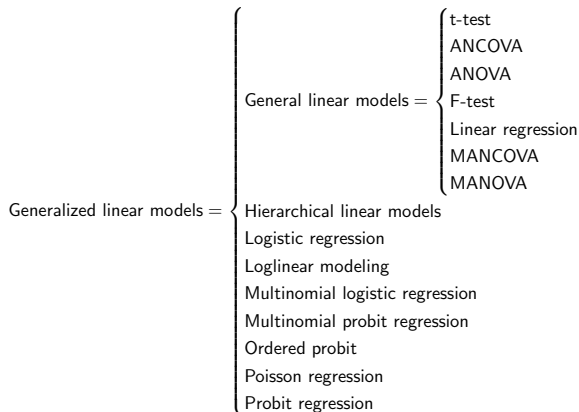 t-test
ANCOVA
ANOVA
General linear models = F-test
Linear regression
MANCOVA
MANOVA
Generalized linear models = Hierarchical linear models
Logistic regression
Loglinear modeling
Multinomial logistic regression
Multinomial probit regression
Ordered probit
Poisson regression
Probit regression